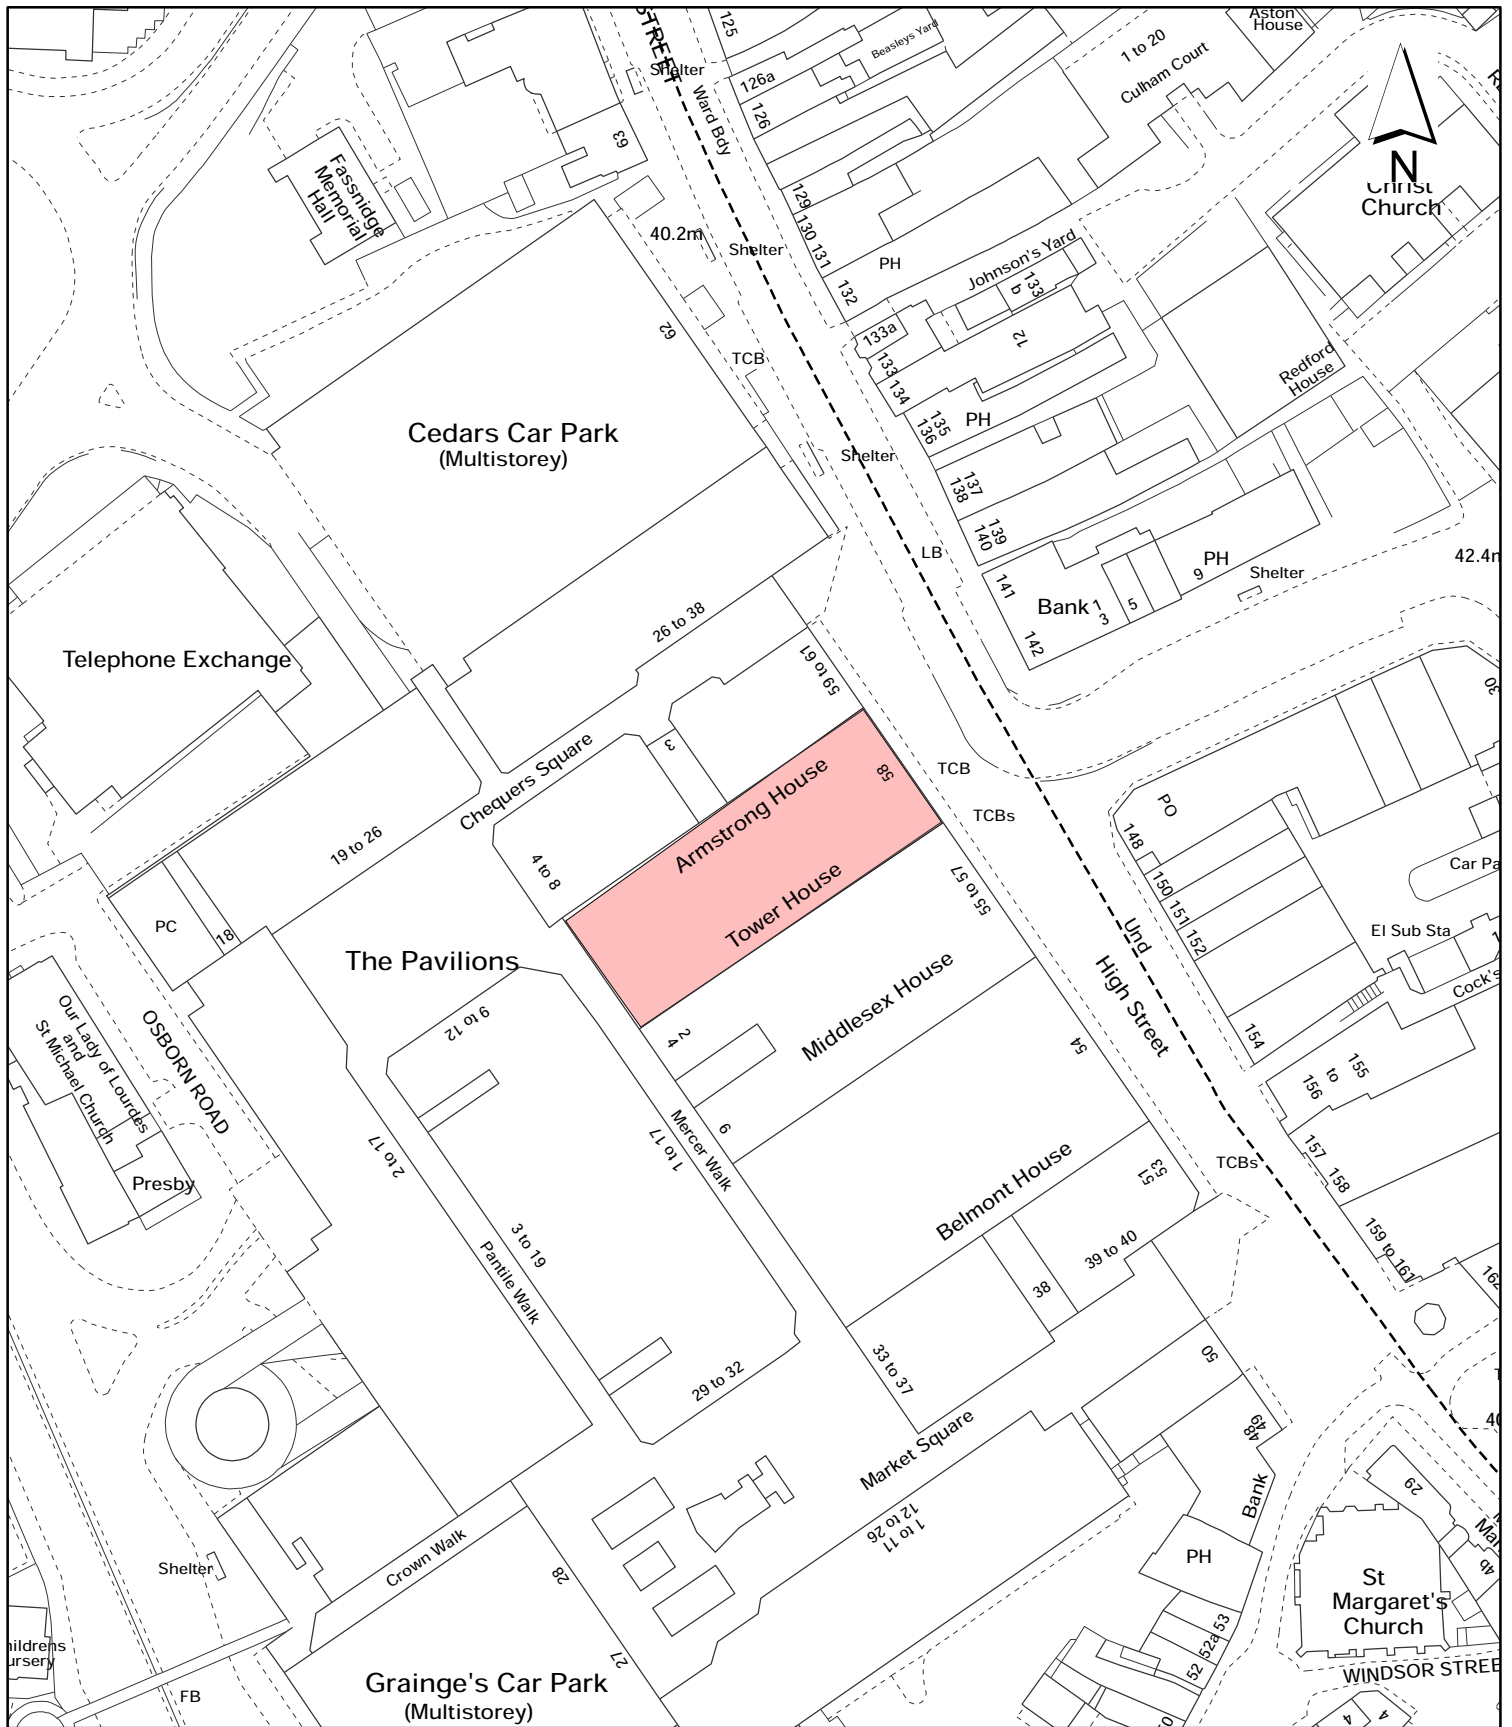 STREET
STREET
125
Shelter
126a
Beasleys Yard
126
Ward Bdy
1 to 20
Culham Court
Aston
House
N
Christ
Church
63
Fassnidge
Memorial
Hall
40.2m
Shelter
129
130
131
132
PH
Johnson's Yard
133
b
133a
133
134
12
62
TCB
135
136
PH
Redford
House
Cedars Car Park
(Multistorey)
Shelter
137
138
139
140
LB
141
142
Bank
1
3
5
9
PH
Shelter
42.4m
Telephone Exchange
26 to 38
59 to 61
30
3
Chequers Square
58
TCB
TCBs
Armstrong House
Tower House
4 to 8
19 to 26
PC
18
55 to 57
PO
148
150
151
152
Car Pa
El Sub Sta
Cock's
154
Und
High Street
The Pavilions
Our Lady of Lourdes
and
St Michael Church
OSBORN ROAD
Presby
9 to 12
2
4
6
Middlesex House
54
155
to
156
157
158
159 to 161
162
TCBs
Mercer Walk
1 to 17
2 to 17
3 to 19
Pantile Walk
Belmont House
53
51
39 to 40
38
33 to 37
29 to 32
50
49
48
Bank
Market Square
1 to 11
12 to 26
PH
53
52a
52
Crown Walk
Shelter
28
27
Grainge's Car Park
(Multistorey)
FB
hildrens
ursery
29
St
Margaret's
Church
4b
WINDSOR STREE
4
4
40